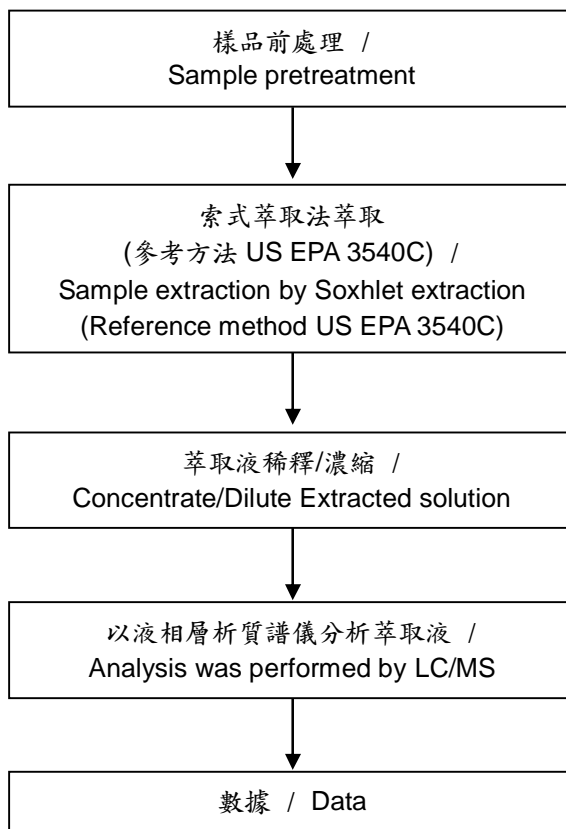 樣品前處理 /
Sample pretreatment
索式萃取法萃取
(參考方法 US EPA 3540C) /
Sample extraction by Soxhlet extraction
(Reference method US EPA 3540C)
萃取液稀釋/濃縮 /
Concentrate/Dilute Extracted solution
以液相層析質譜儀分析萃取液 /
Analysis was performed by LC/MS
數據 / Data